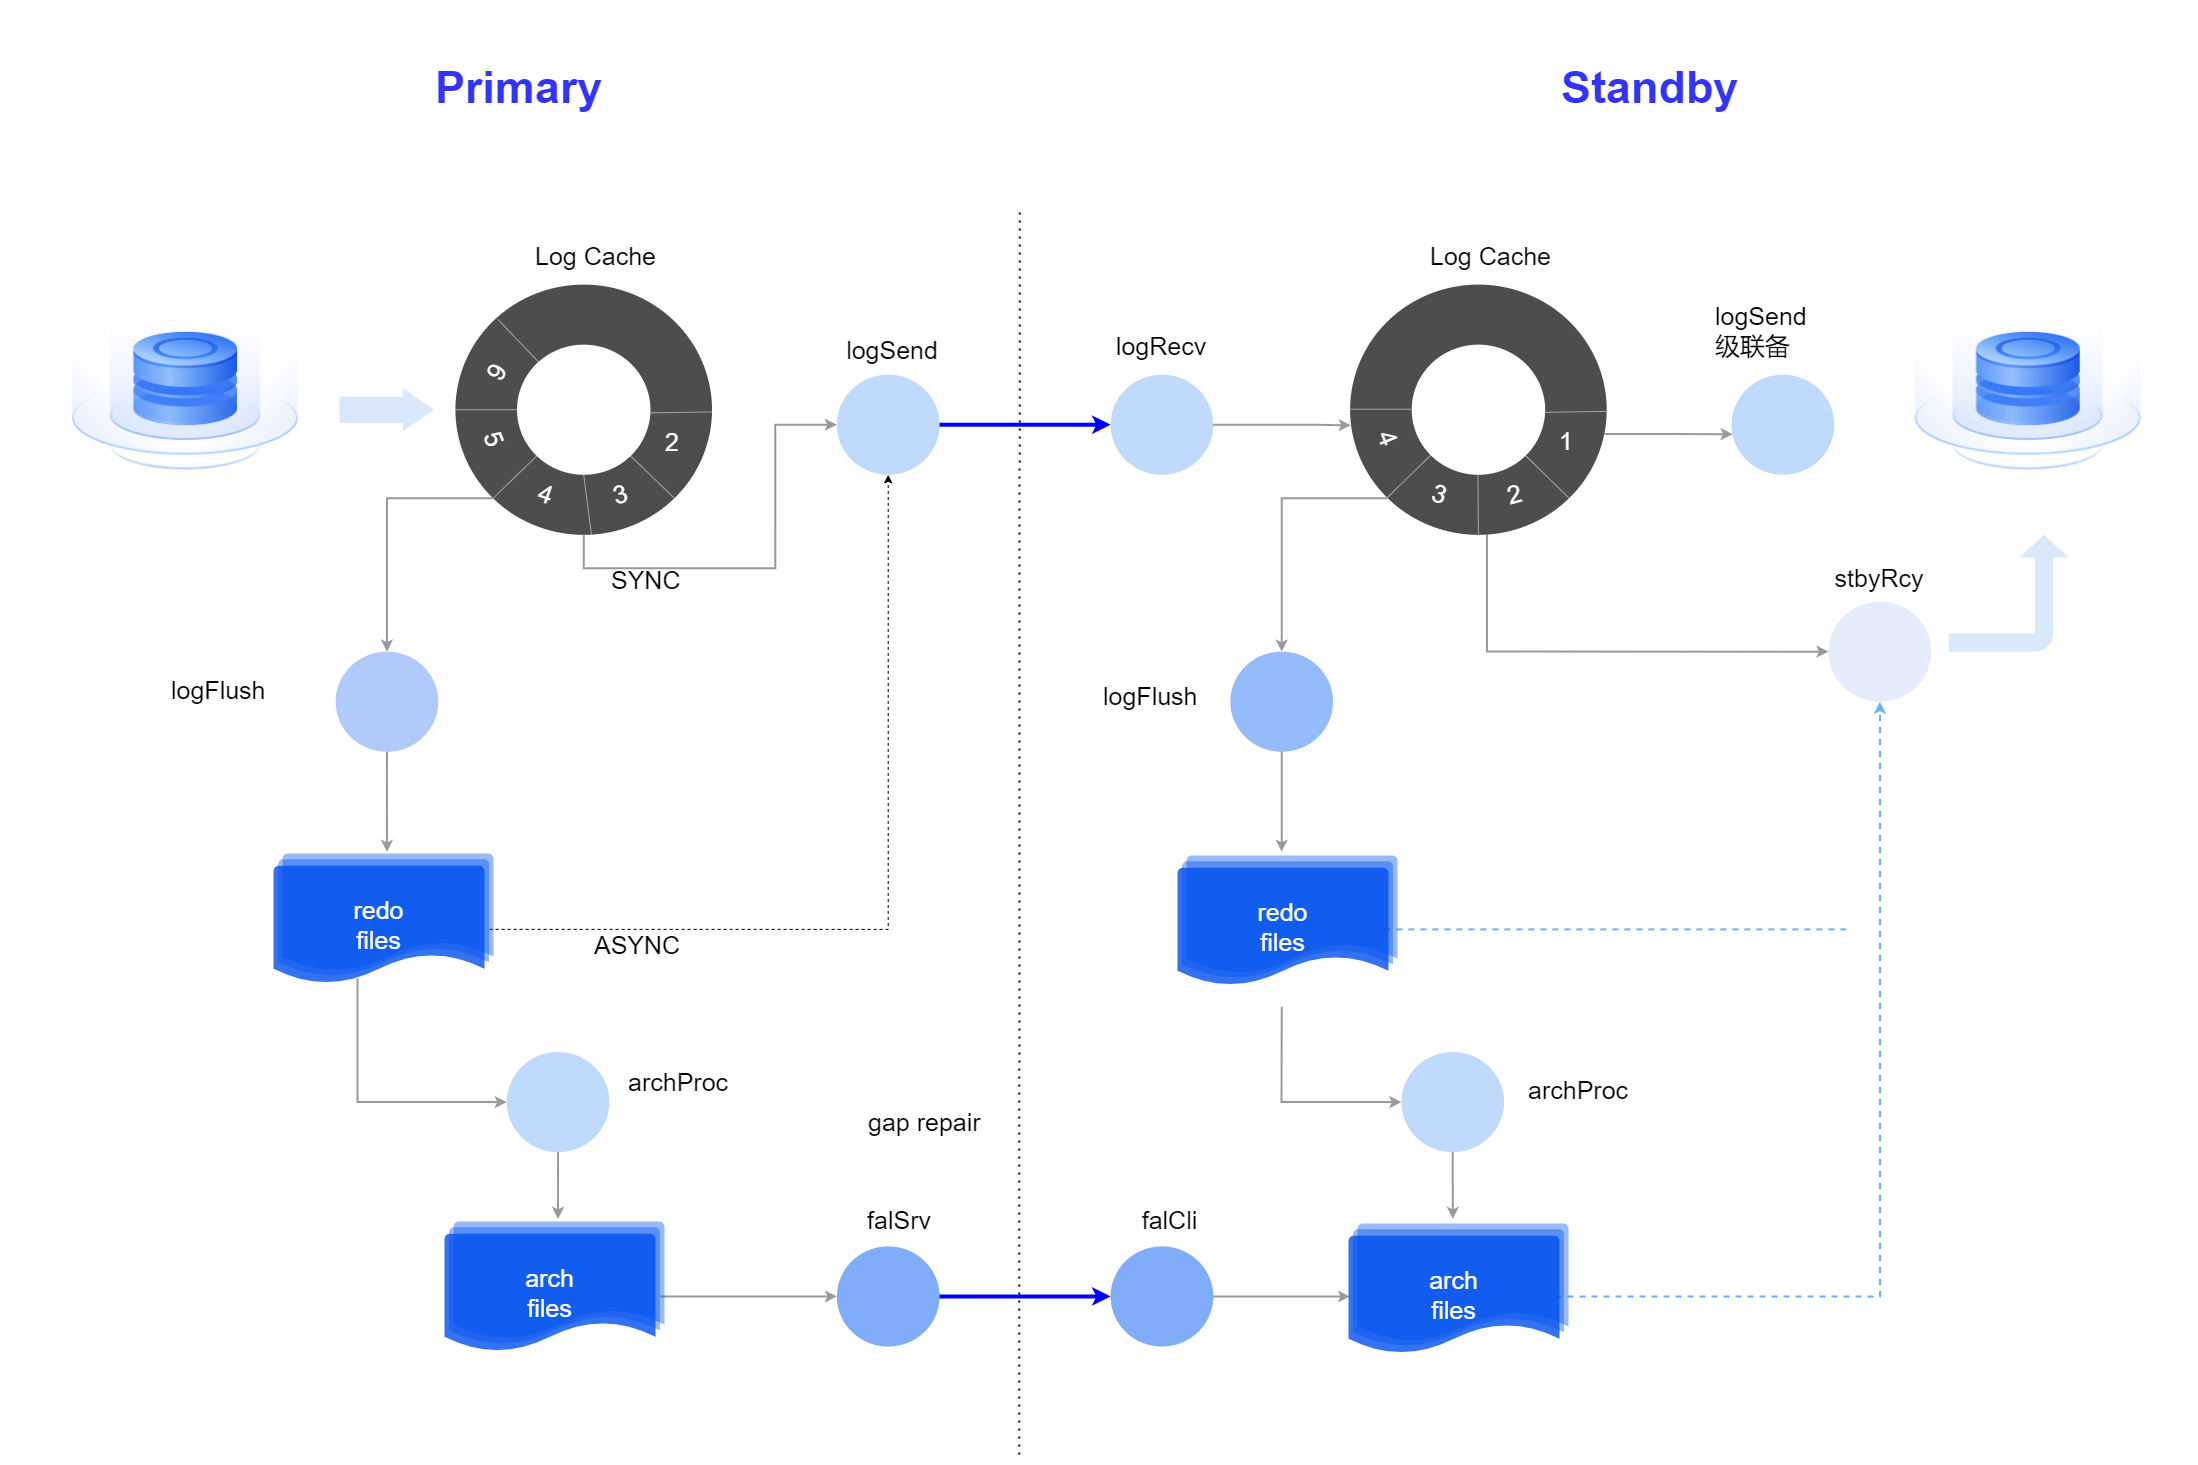 Primary
Standby
Log Cache
6
5
4
3
2
logSend
SYNC
logFlush
redo
files
ASYNC
archProc
arch
files
gap repair
falSrv
logRecv
Log Cache
4
3
2
1
logSend
级联备
stbyRcy
logFlush
redo
files
archProc
falCli
arch
files